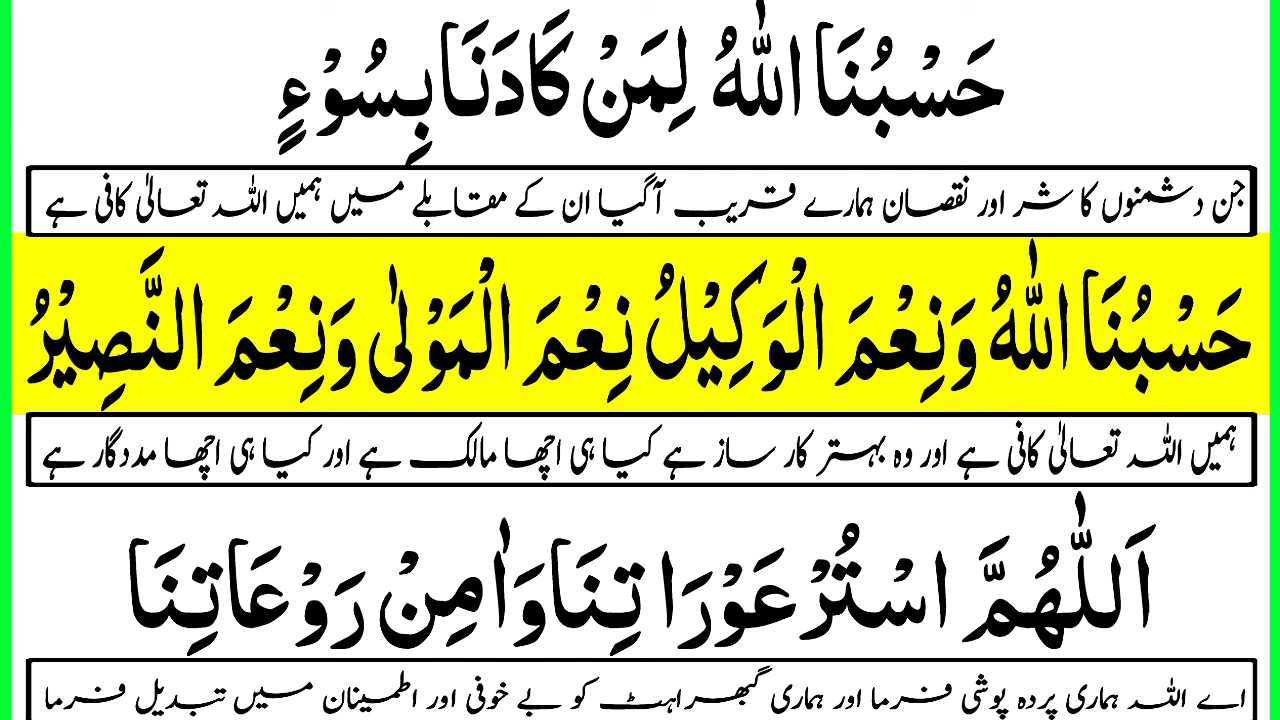 حَسْبُنَا اللّٰهُ لِمَنْ كَادَنَا بِسُوْءٍ
جن دشمنوں کا شر اور نقصان ہمارے قریب آگیا ان کے مقابلے میں ہمیں اللہ تعالیٰ کافی ہے
حَسْبُنَا اللّٰهُ وَنِعْمَ الْوَكِيْلُ نِعْمَ الْمَوْلٰى وَنِعْمَ النَّصِيْرُ
ہمیں اللہ تعالیٰ کافی ہے اور وہ بہتر کار ساز ہے کیا ہی اچھا مالک ہے اور کیا ہی اچھا مددگار ہے
اَللّٰهُمَّ اسْتُرْ عَوْرَاتِنَا وَاٰمِنْ رَوْعَاتِنَا
اے اللہ ہماری پردہ پوشی فرما اور ہماری گھبراہٹ کو بے خوفی اور اطمینان میں تبدیل فرما